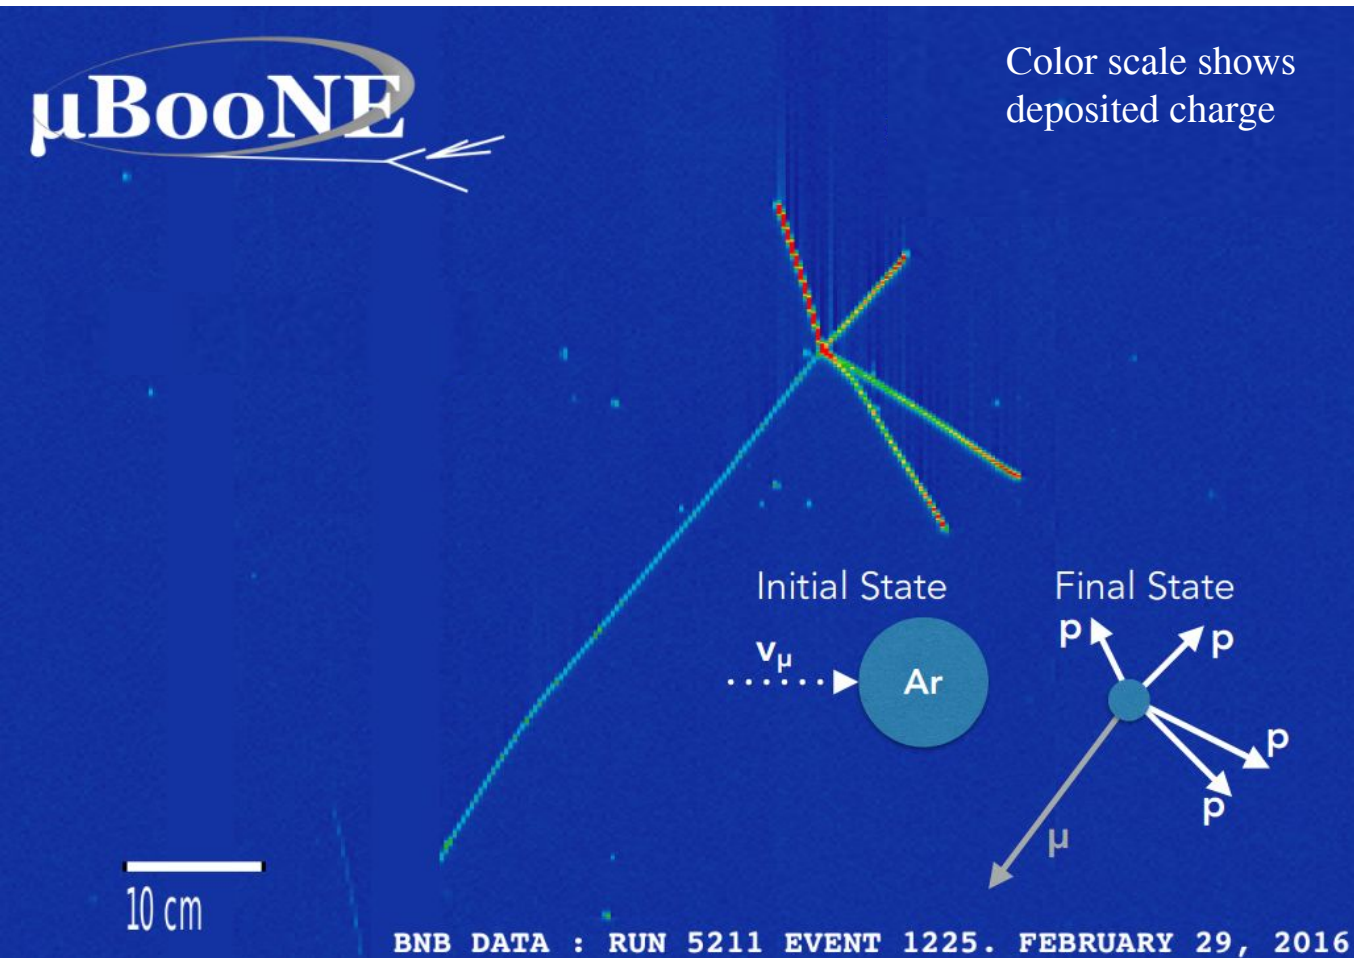 µBooNE
Color scale shows
deposited charge
Initial State
Final State
νμ
Ar
p
p
p
p
μ
10 cm
BNB DATA : RUN 5211 EVENT 1225. FEBRUARY 29, 2016